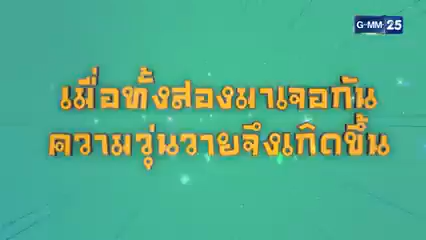 G-MM 25
เมื่อทั้งสองมาเจอกัน
ความวุ่นวายจึงเกิดขึ้น